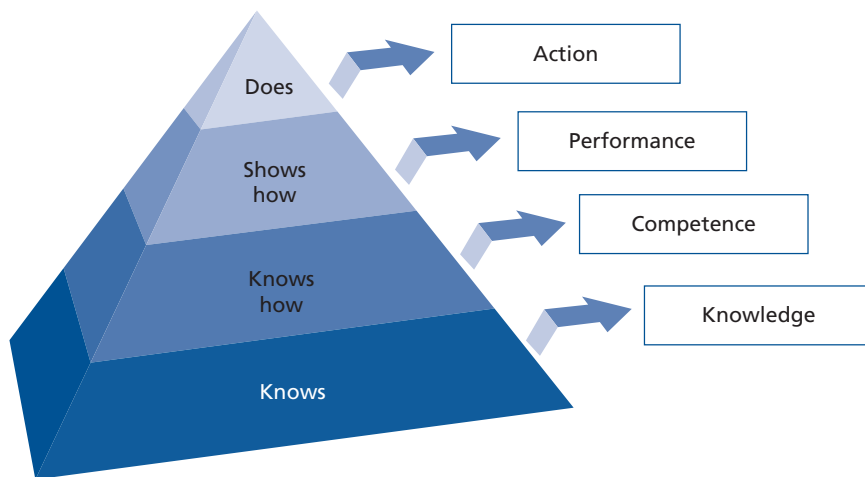 Does
Action
Shows
how
Performance
Knows
how
Competence
Knows
Knowledge